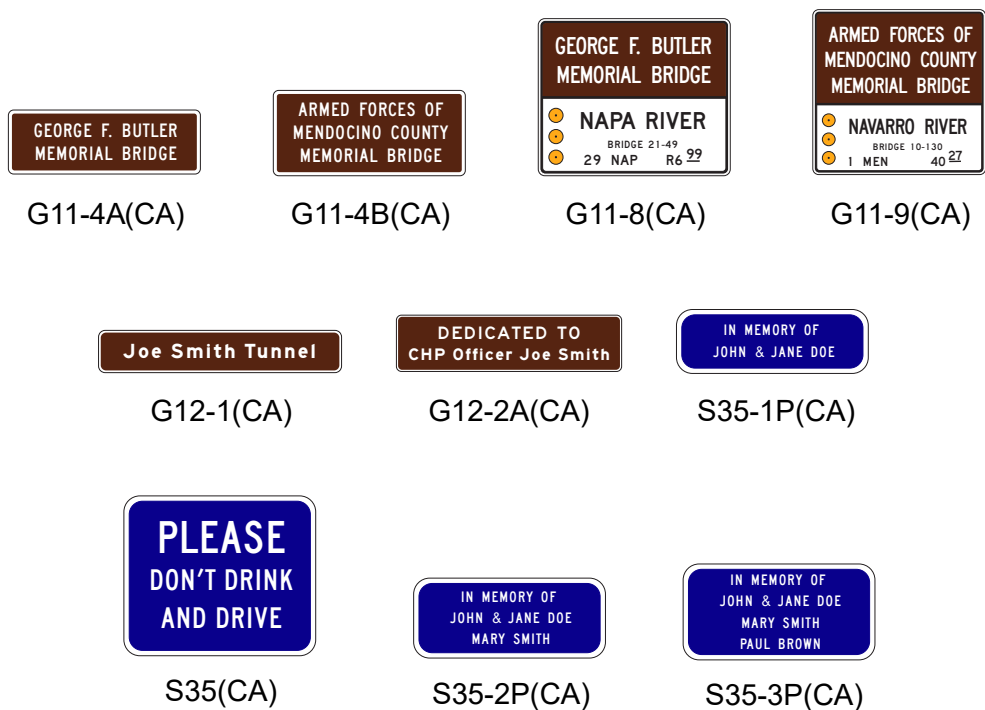 GEORGE F. BUTLER
MEMORIAL BRIDGE
G11-4A(CA)
ARMED FORCES OF
MENDOCINO COUNTY
MEMORIAL BRIDGE
G11-4B(CA)
GEORGE F. BUTLER
MEMORIAL BRIDGE
NAPA RIVER
BRIDGE 21-49
29 NAP R6 99
G11-8(CA)
ARMED FORCES OF
MENDOCINO COUNTY
MEMORIAL BRIDGE
NAVARRO RIVER
BRIDGE 10-130
1 MEN 40 27
G11-9(CA)
Joe Smith Tunnel
G12-1(CA)
DEDICATED TO
CHP Officer Joe Smith
G12-2A(CA)
IN MEMORY OF
JOHN & JANE DOE
S35-1P(CA)
PLEASE
DON'T DRINK
AND DRIVE
S35(CA)
IN MEMORY OF
JOHN & JANE DOE
MARY SMITH
S35-2P(CA)
IN MEMORY OF
JOHN & JANE DOE
MARY SMITH
PAUL BROWN
S35-3P(CA)